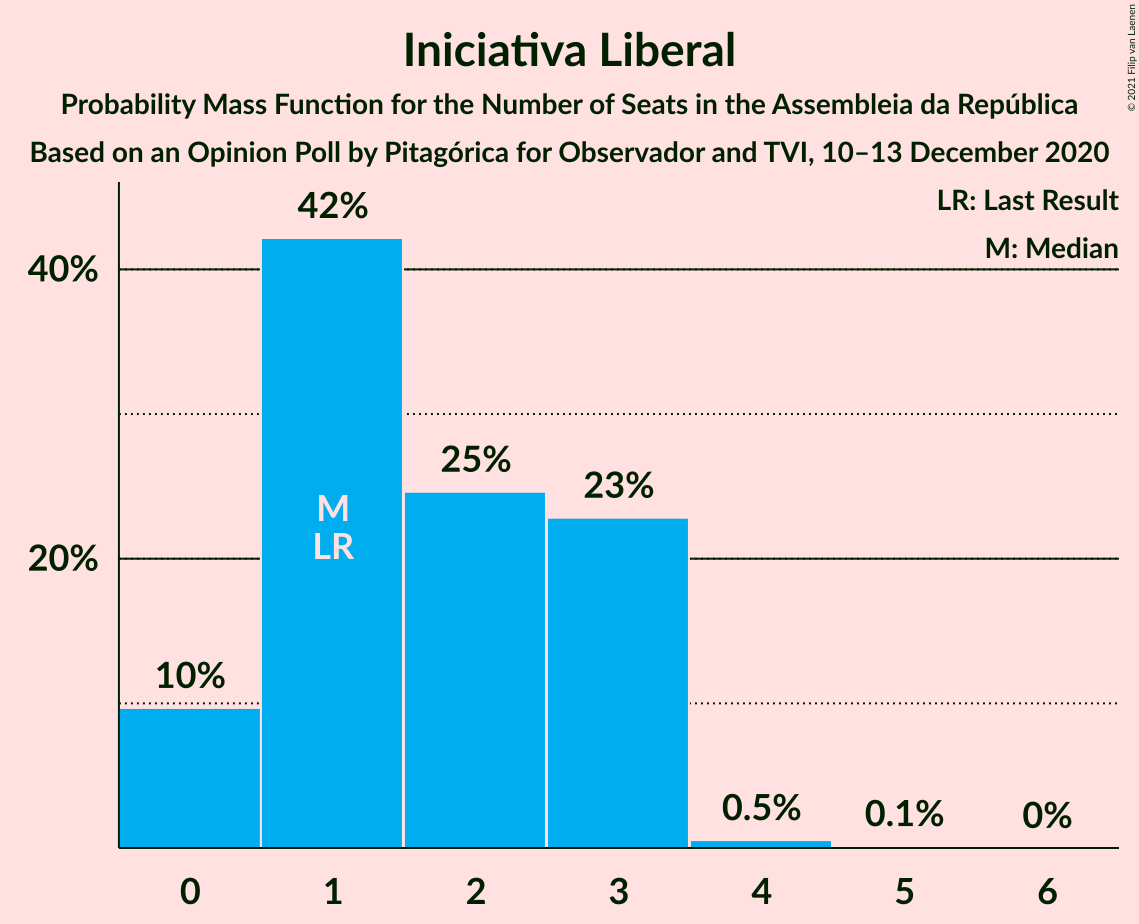 Iniciativa Liberal
Probability Mass Function for the Number of Seats in the Assembleia da República
Based on an Opinion Poll by Pitagórica for Observador and TVI, 10–13 December 2020
© 2021 Filip van Laenen
LR: Last Result
M: Median
42%
40%
25%
23%
M
LR
20%
10%
0.5%
0.1%
0%
0 1 2 3 4 5 6